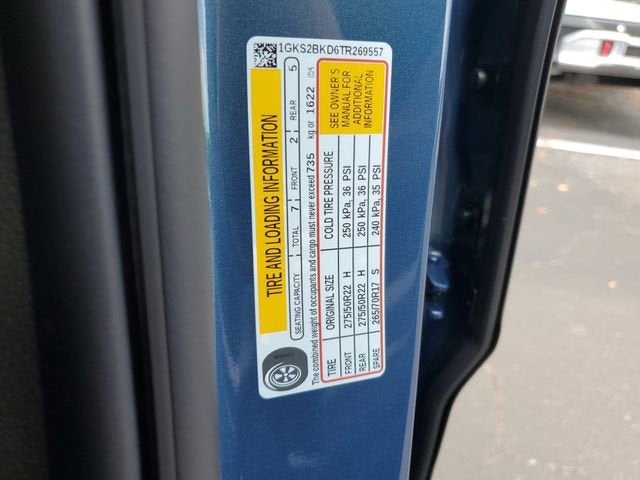 1GKS2BKD6TR269557
TIRE AND LOADING INFORMATION
SEATING CAPACITY TOTAL 7 FRONT 2 REAR 5
The combined weight of occupants and cargo must never exceed 735 kg or 1622 lbs
TIRE ORIGINAL SIZE COLD TIRE PRESSURE
FRONT 275/50R22 H 250 kPa, 36 PSI
REAR 275/50R22 H 250 kPa, 36 PSI
SPARE 265/70R17 S 240 kPa, 35 PSI
SEE OWNER'S
MANUAL FOR
ADDITIONAL
INFORMATION